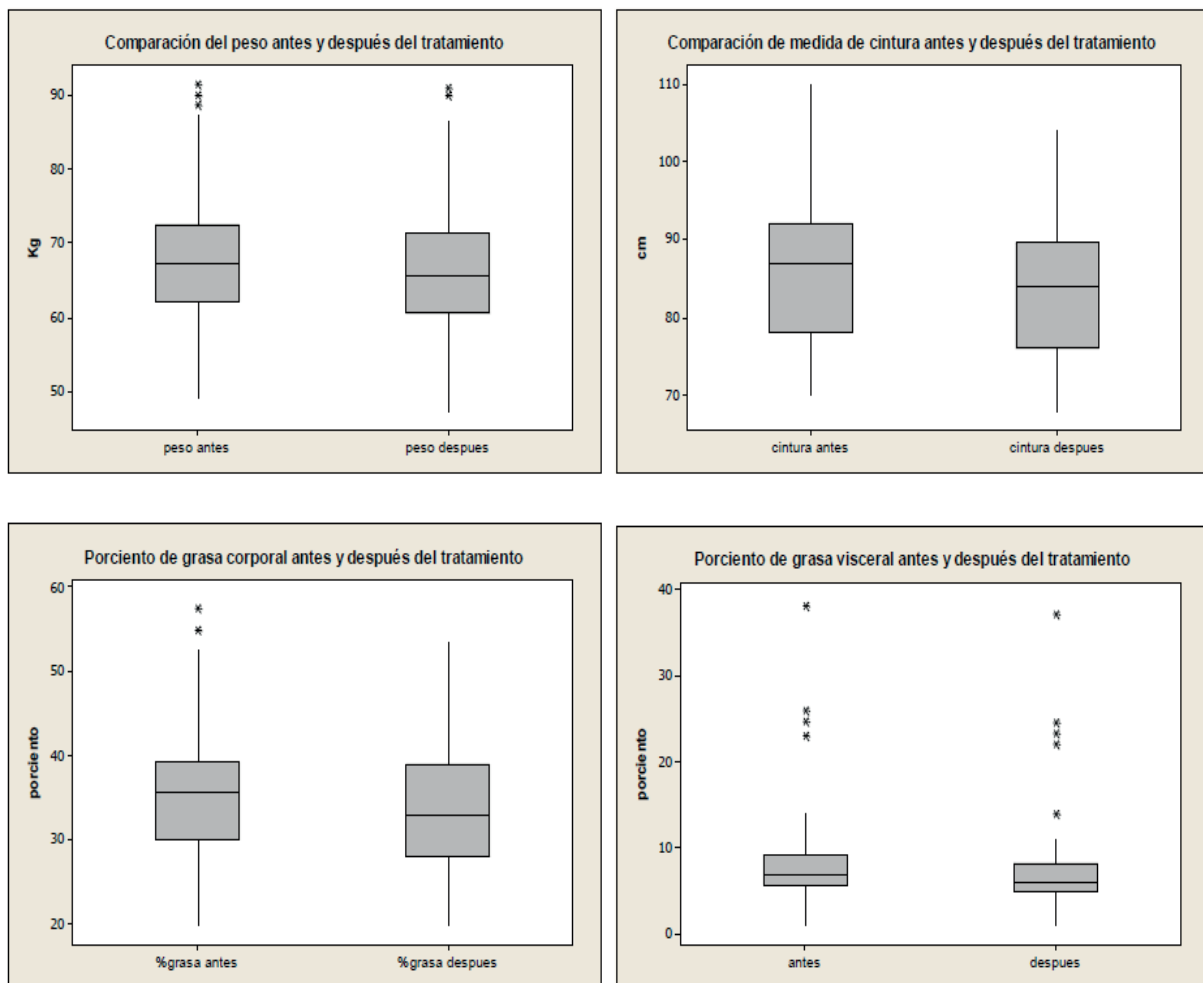 Comparación del peso antes y después del tratamiento
Kg
90
80
70
60
50
peso antes
peso despues
Comparación de medida de cintura antes y después del tratamiento
cm
110
100
90
80
70
cintura antes
cintura despues
Porciento de grasa corporal antes y después del tratamiento
porciento
60
50
40
30
20
%grasa antes
%grasa despues
Porciento de grasa visceral antes y después del tratamiento
porciento
40
30
20
10
0
antes
despues